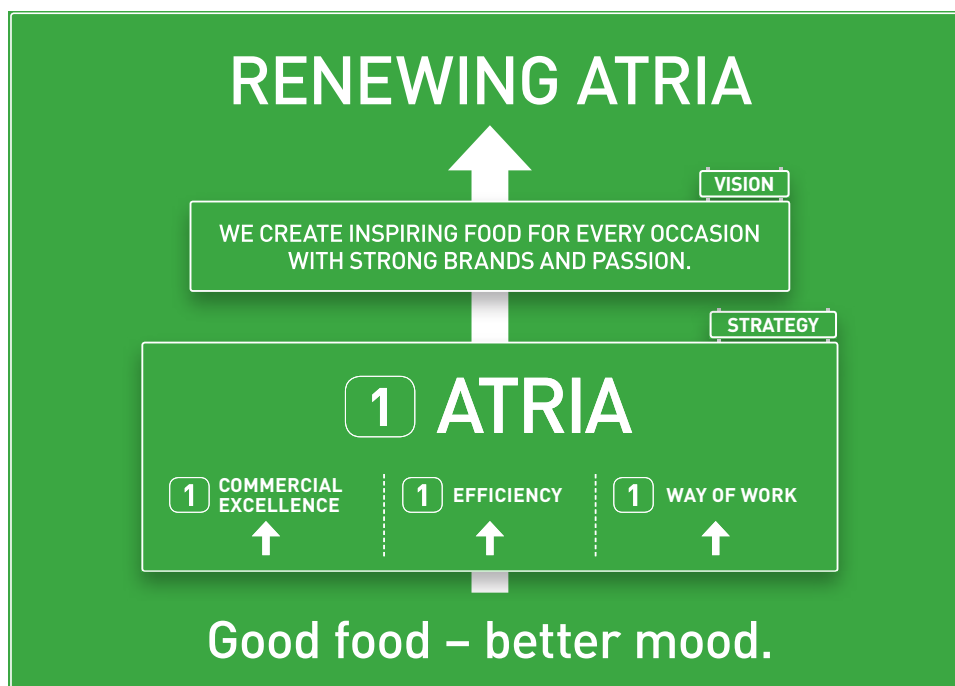 RENEWING ATRIA
VISION
WE CREATE INSPIRING FOOD FOR EVERY OCCASION
WITH STRONG BRANDS AND PASSION.
STRATEGY
1 ATRIA
1 COMMERCIAL
EXCELLENCE
1 EFFICIENCY
1 WAY OF WORK
Good food – better mood.